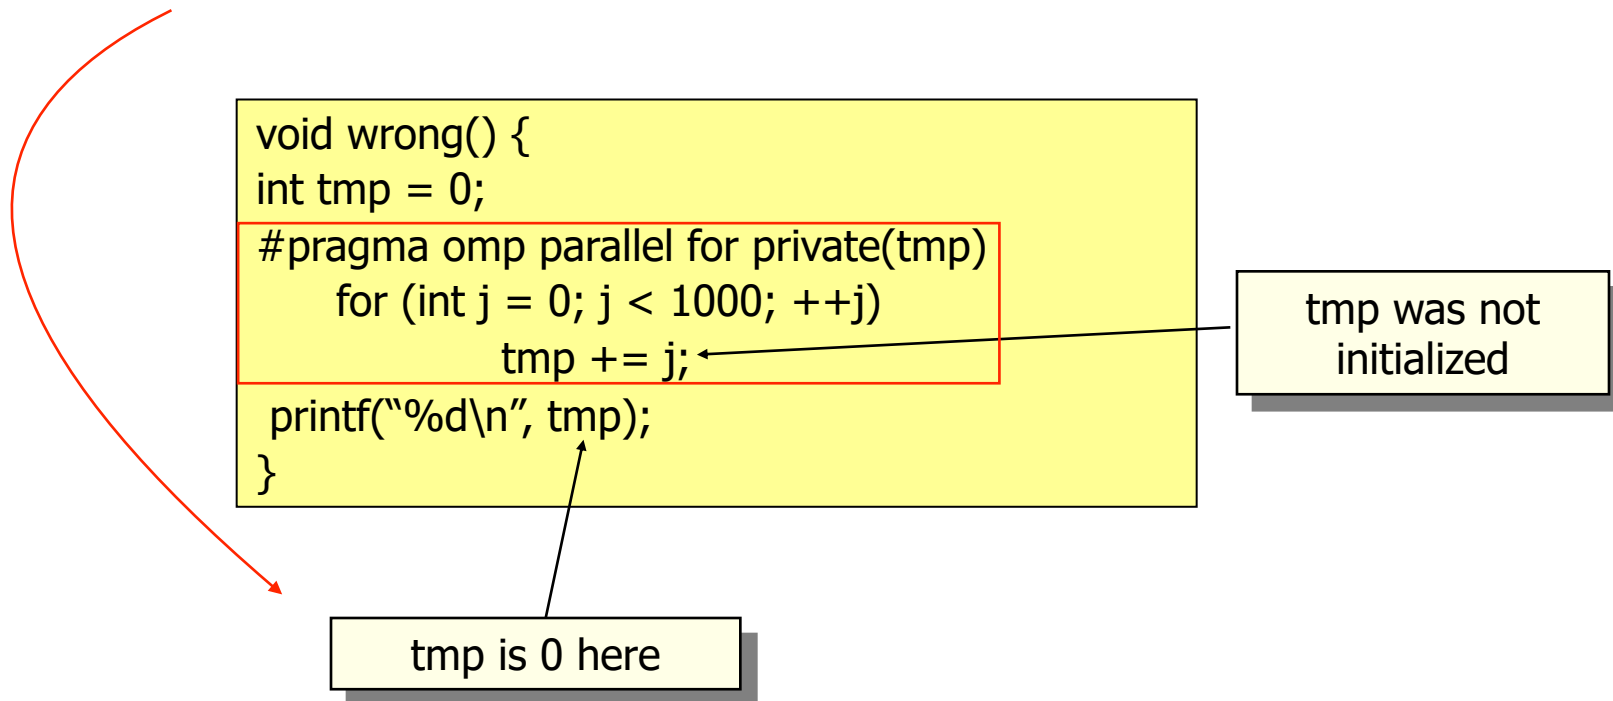 void wrong() {
int tmp = 0;
#pragma omp parallel for private(tmp)
for (int j = 0; j < 1000; ++j)
tmp += j;
printf(“%d\n”, tmp);
}
tmp was not
initialized
tmp is 0 here